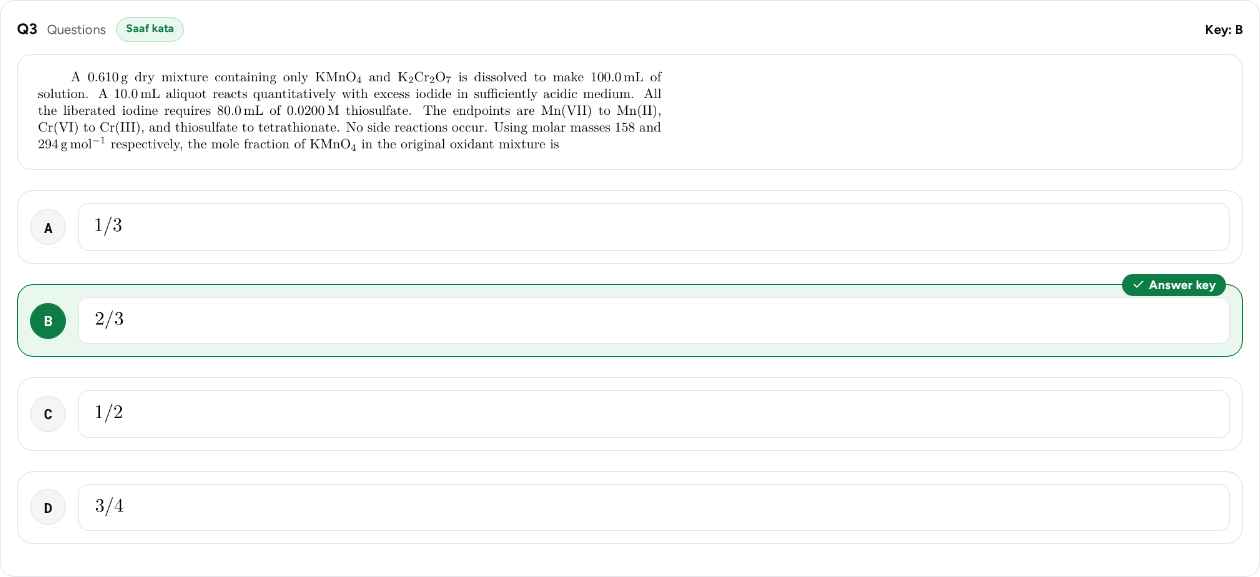 Q3 Questions Saaf kata Key: B
A 0.610 g dry mixture containing only KMnO₄ and K₂Cr₂O₇ is dissolved to make 100.0 mL of
solution. A 10.0 mL aliquot reacts quantitatively with excess iodide in sufficiently acidic medium. All
the liberated iodine requires 80.0 mL of 0.0200 M thiosulfate. The endpoints are Mn(VII) to Mn(II),
Cr(VI) to Cr(III), and thiosulfate to tetrathionate. No side reactions occur. Using molar masses 158 and
294 g mol⁻¹ respectively, the mole fraction of KMnO₄ in the original oxidant mixture is
A 1/3
✓ Answer key
B 2/3
C 1/2
D 3/4